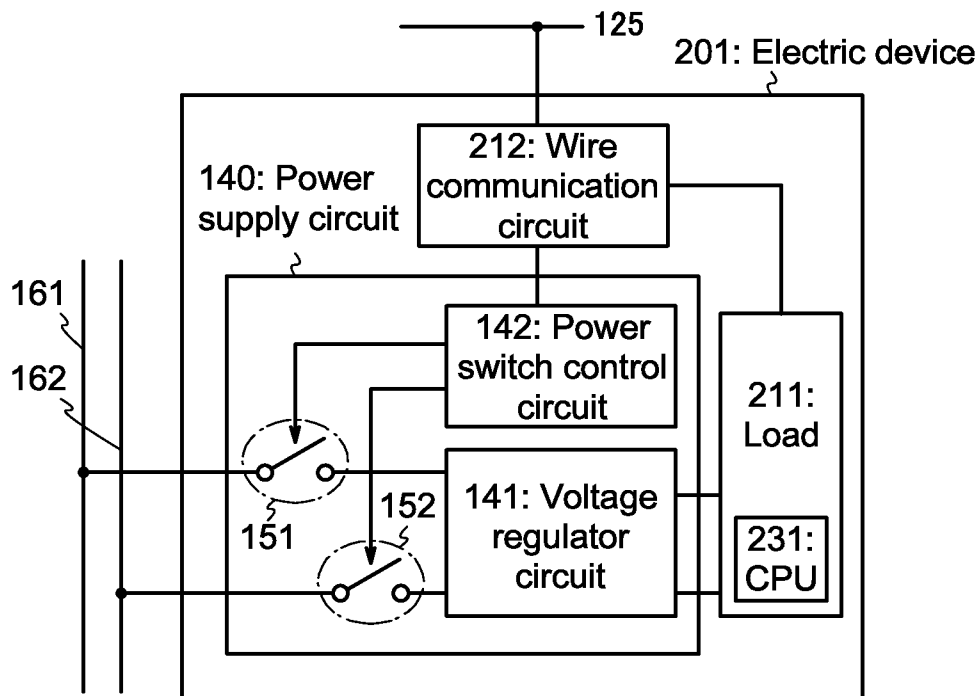 125
201: Electric device
212: Wire
communication
circuit
140: Power
supply circuit
161
162
142: Power
switch control
circuit
211:
Load
151
152
141: Voltage
regulator
circuit
231:
CPU